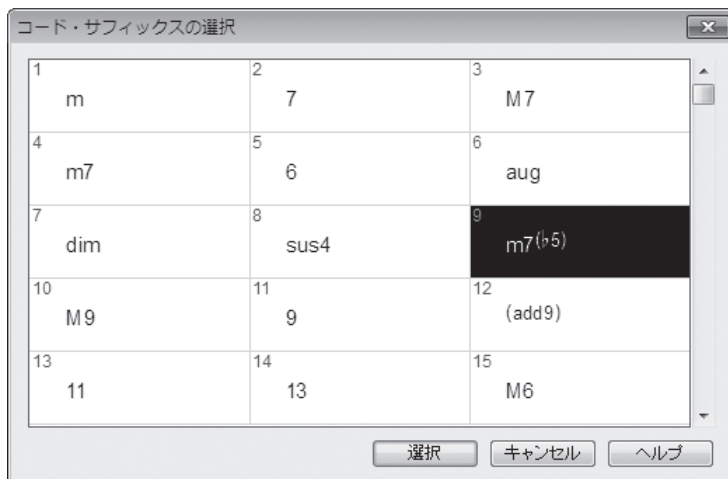 コード・サフィックスの選択
1 2 3
m 7 M7
4 5 6
m7 6 aug
7 8 9
dim sus4 m7(♭5)
10 11 12
M9 9 (add9)
13 14 15
11 13 M6
選択 キャンセル ヘルプ